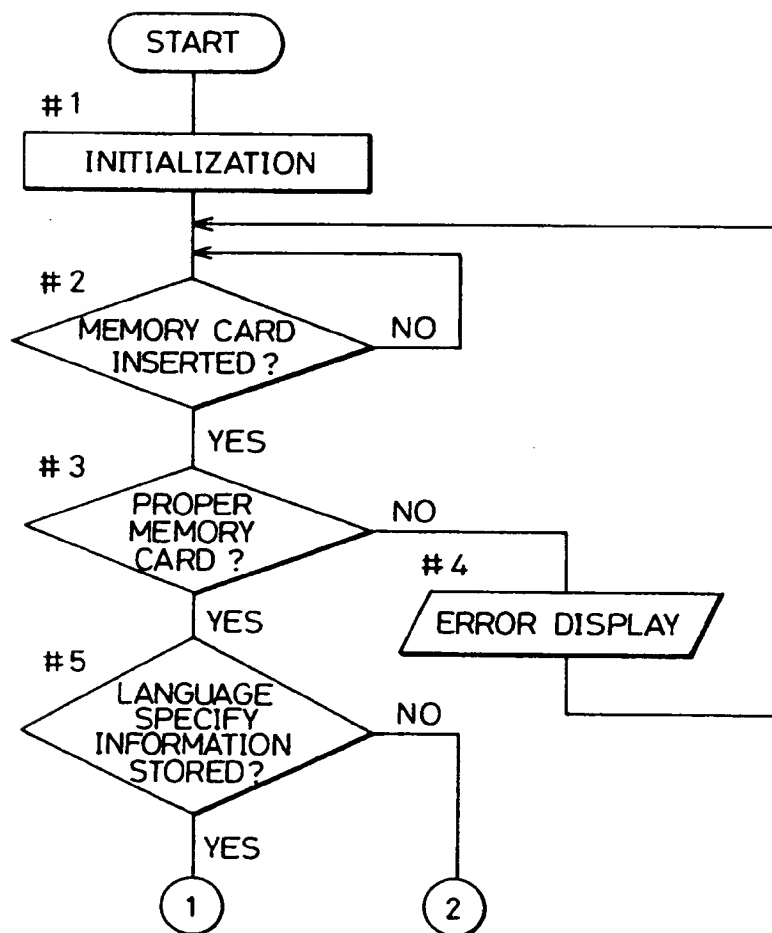 START
#1
INITIALIZATION
#2
MEMORY CARD
INSERTED?
NO
YES
#3
PROPER
MEMORY
CARD?
NO
#4
ERROR DISPLAY
YES
#5
LANGUAGE
SPECIFY
INFORMATION
STORED?
NO
YES
1
2